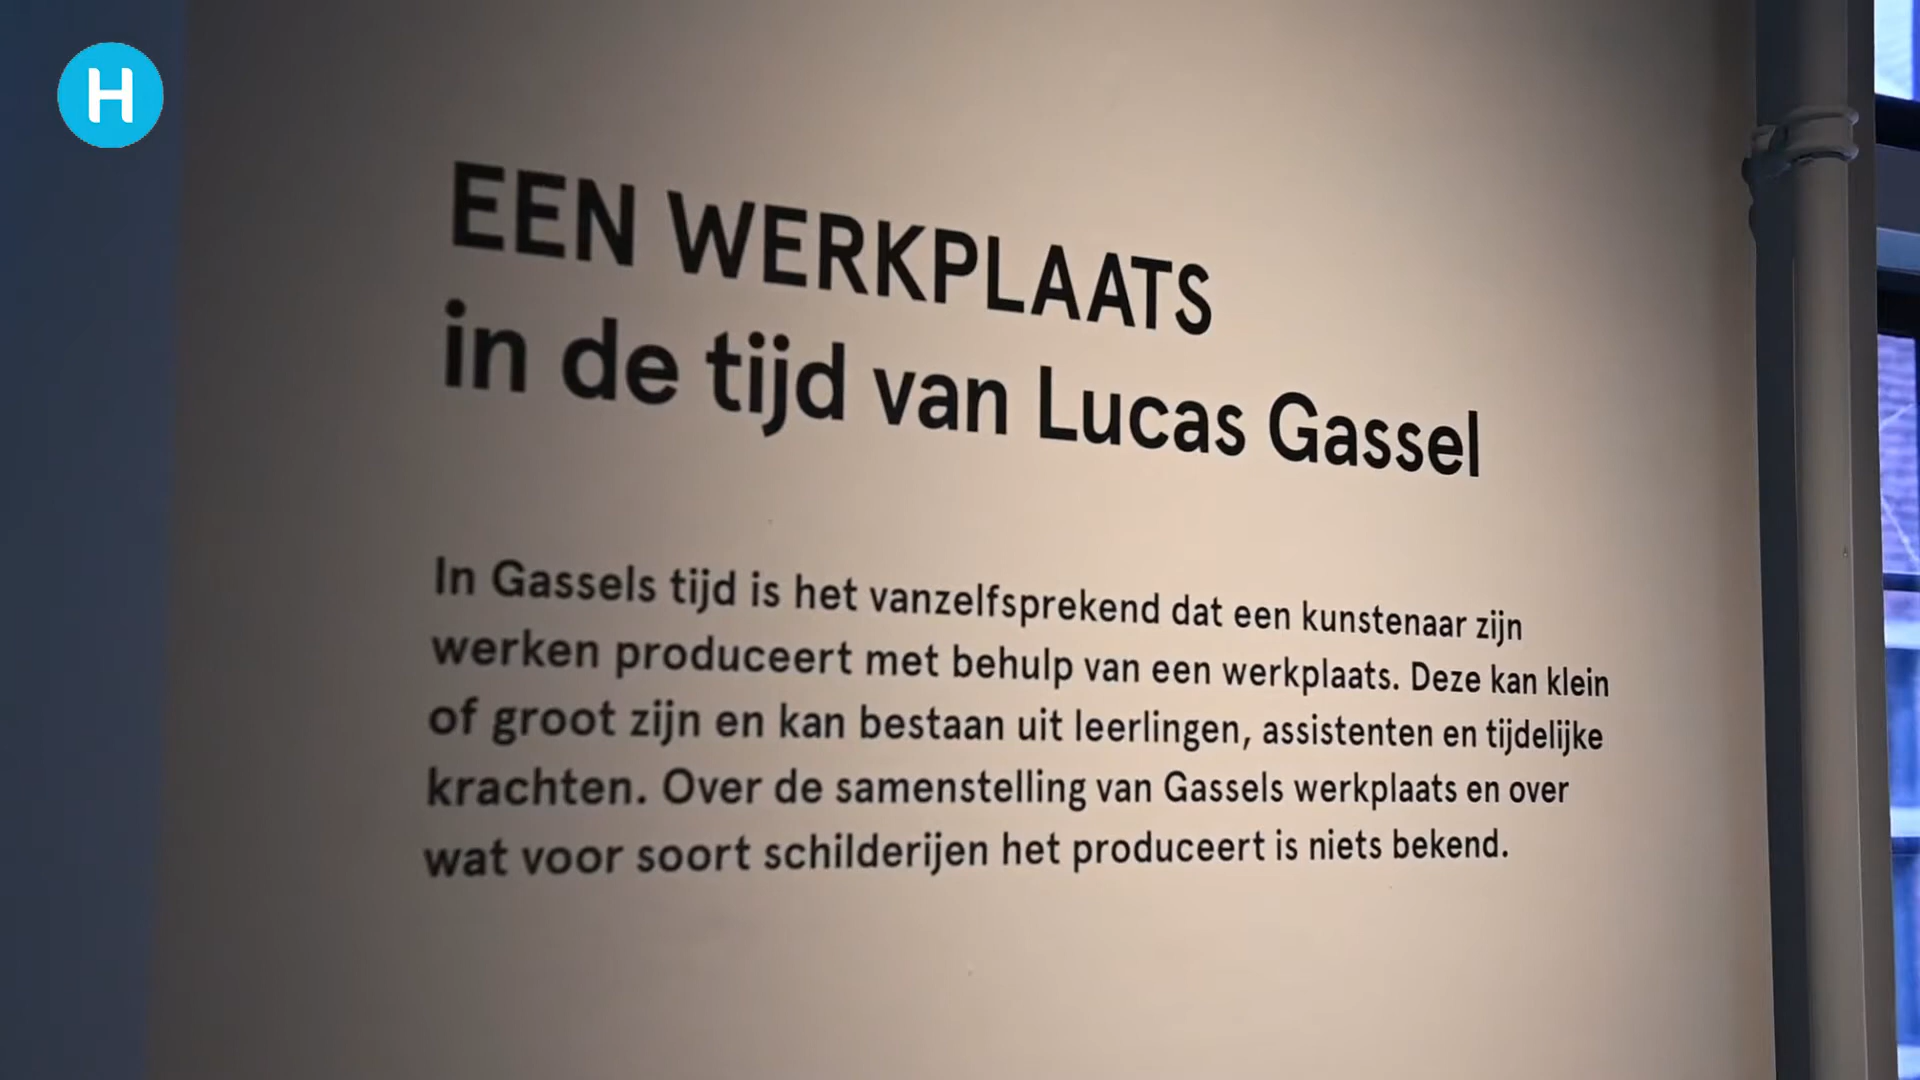 H
EEN WERKPLAATS
in de tijd van Lucas Gassel
In Gassels tijd is het vanzelfsprekend dat een kunstenaar zijn
werken produceert met behulp van een werkplaats. Deze kan klein
of groot zijn en kan bestaan uit leerlingen, assistenten en tijdelijke
krachten. Over de samenstelling van Gassels werkplaats en over
wat voor soort schilderijen het produceert is niets bekend.